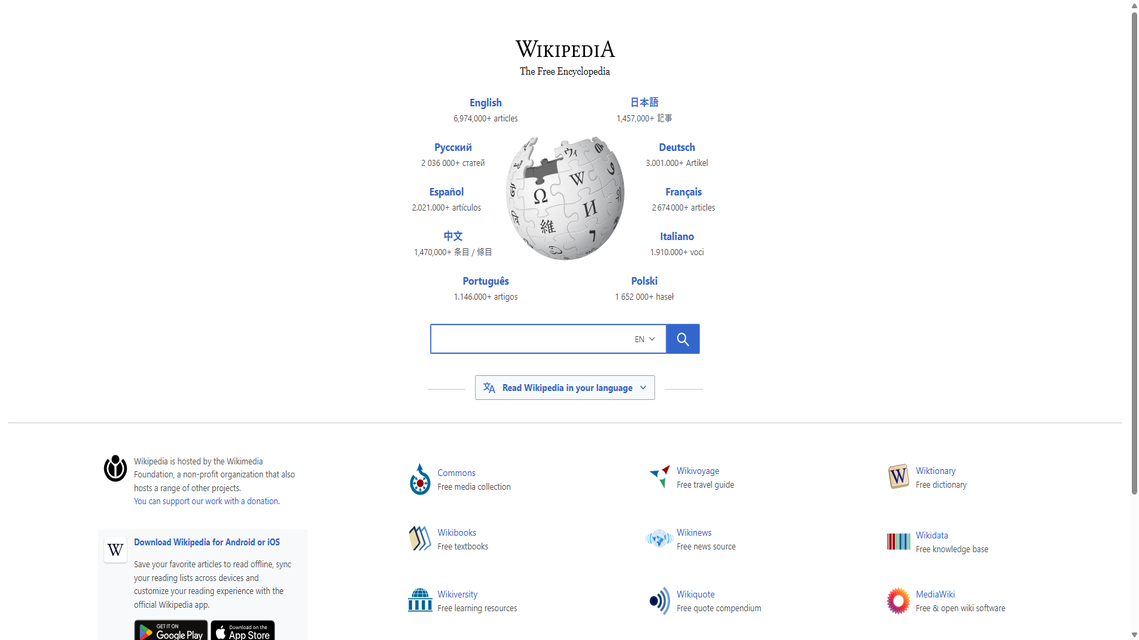 WIKIPEDIA
The Free Encyclopedia
English
6,974,000+ articles
日本語
1,457,000+ 記事
Русский
2 036 000+ статей
Deutsch
3.001.000+ Artikel
Español
2.021.000+ artículos
Français
2 674 000+ articles
中文
1,470,000+ 条目 / 條目
Italiano
1.910.000+ voci
Português
1.146.000+ artigos
Polski
1 652 000+ haseł
Ω W И 維
EN
Read Wikipedia in your language
Wikipedia is hosted by the Wikimedia
Foundation, a non-profit organization that also
hosts a range of other projects.
You can support our work with a donation.
W
Download Wikipedia for Android or iOS
Save your favorite articles to read offline, sync
your reading lists across devices and
customize your reading experience with the
official Wikipedia app.
GET IT ON
Google Play
Download on the
App Store
Commons
Free media collection
Wikivoyage
Free travel guide
W
Wiktionary
Free dictionary
Wikibooks
Free textbooks
Wikinews
Free news source
Wikidata
Free knowledge base
Wikiversity
Free learning resources
Wikiquote
Free quote compendium
MediaWiki
Free & open wiki software